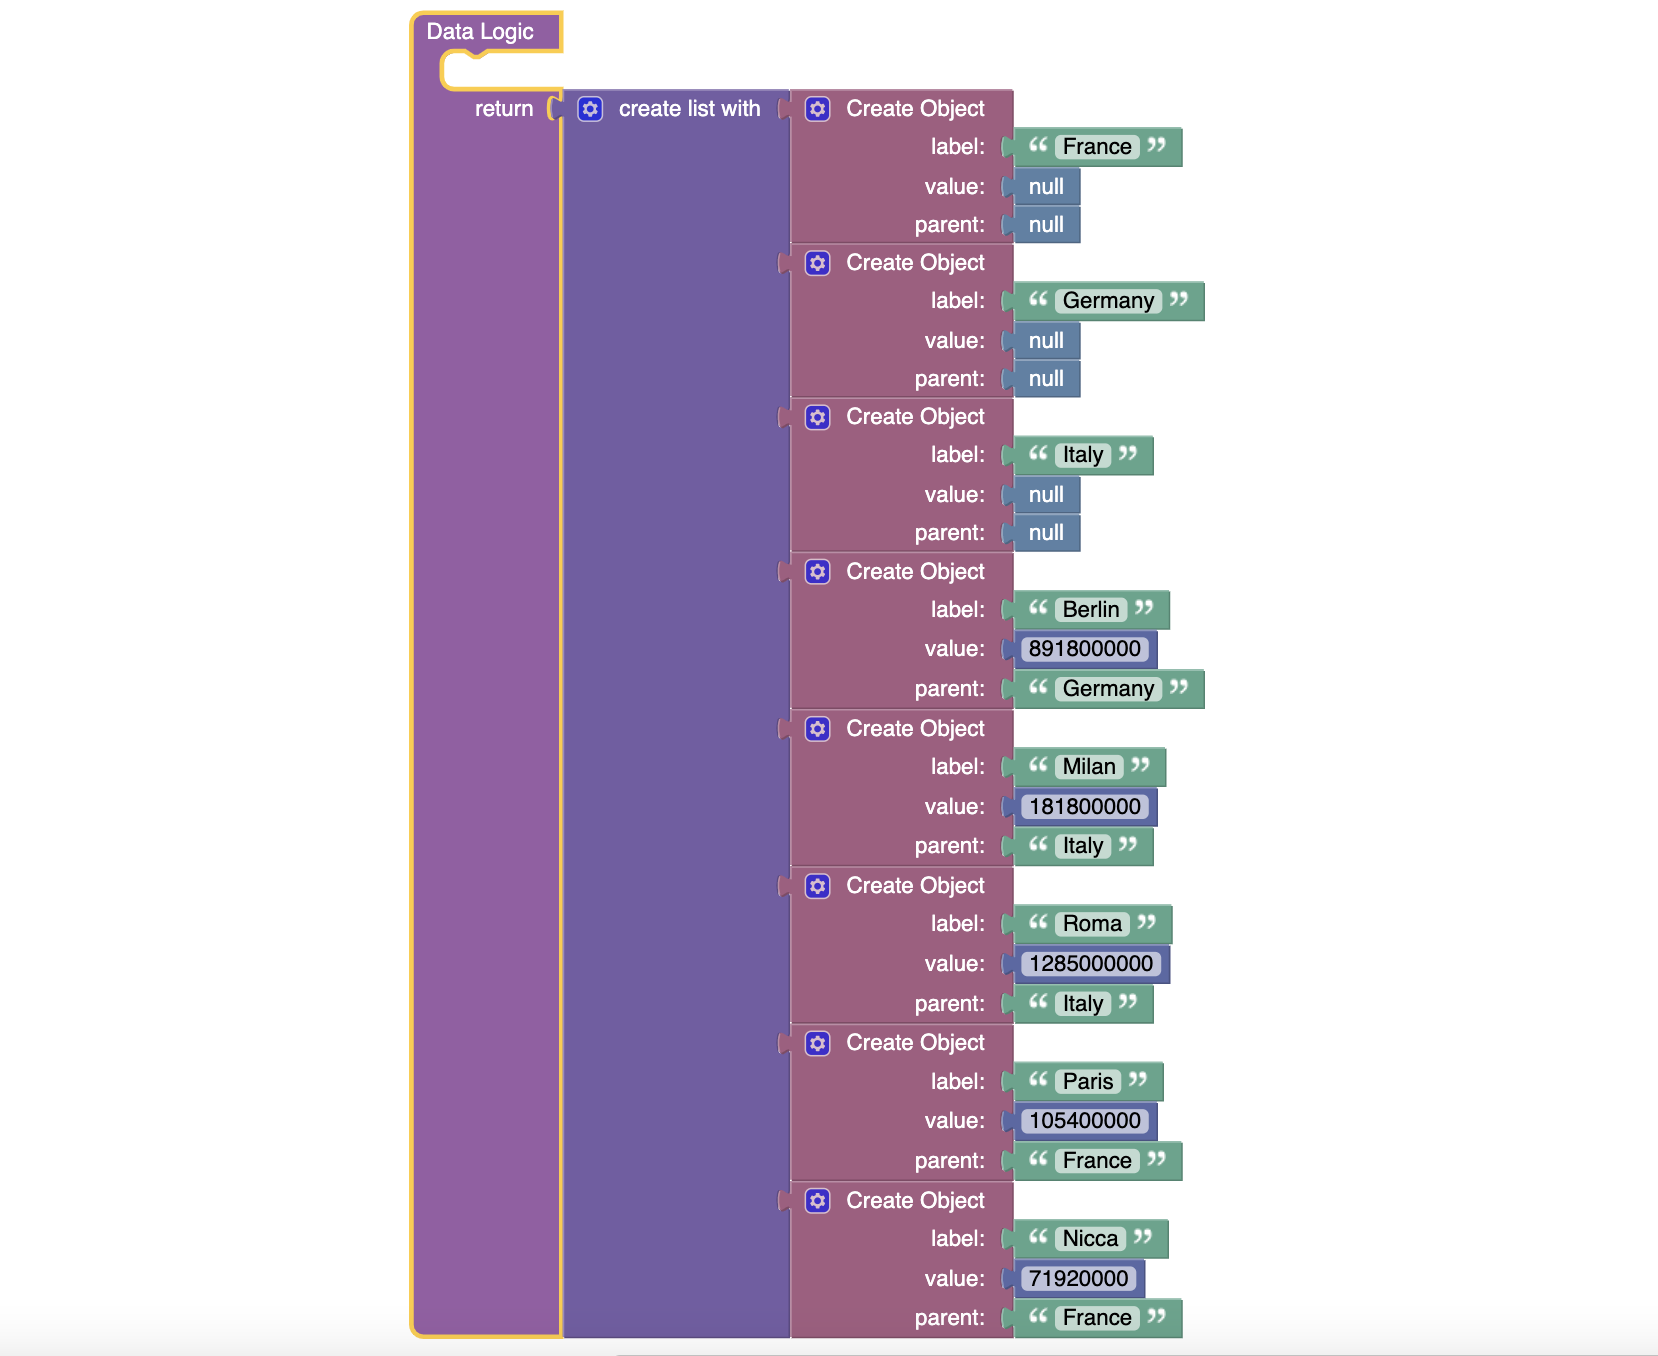 Data Logic
return create list with Create Object
label: “ France ”
value: null
parent: null
Create Object
label: “ Germany ”
value: null
parent: null
Create Object
label: “ Italy ”
value: null
parent: null
Create Object
label: “ Berlin ”
value: 891800000
parent: “ Germany ”
Create Object
label: “ Milan ”
value: 181800000
parent: “ Italy ”
Create Object
label: “ Roma ”
value: 1285000000
parent: “ Italy ”
Create Object
label: “ Paris ”
value: 105400000
parent: “ France ”
Create Object
label: “ Nicca ”
value: 71920000
parent: “ France ”